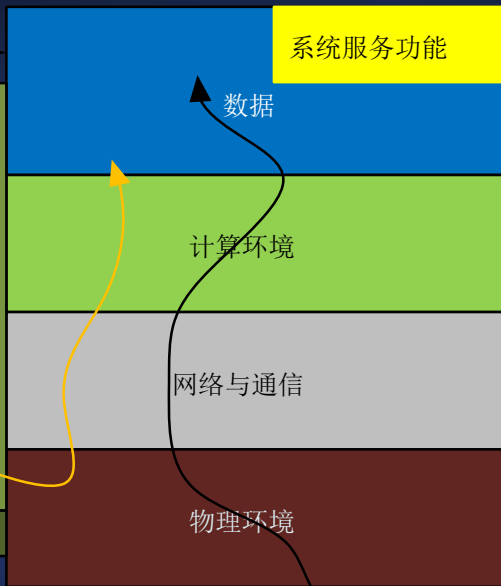 系统服务功能
数据
计算环境
网络与通信
物理环境